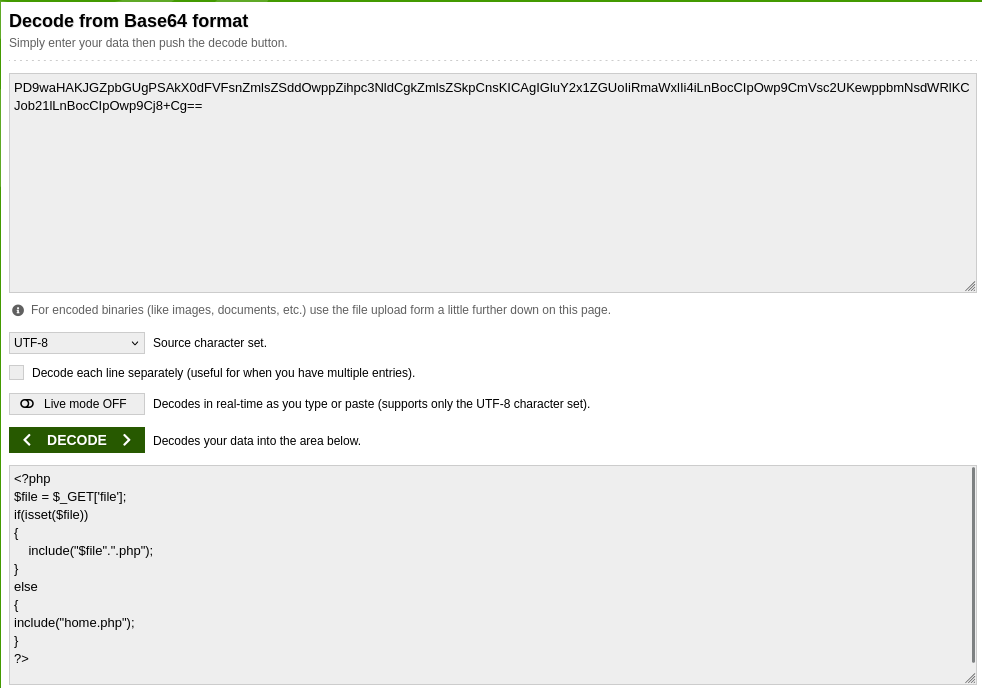 Decode from Base64 format
Simply enter your data then push the decode button.
PD9waHAKJGZpbGUgPSAkX0dFVFsnZmlsZSddOwppZihpc3NldCgkZmlsZSkpCnsKICAgIGluY2x1ZGUoIiRmaWxlIi4iLnBocCIpOwp9CmVsc2UKewppbmNsdWRlKC
Job21lLnBocCIpOwp9Cj8+Cg==
For encoded binaries (like images, documents, etc.) use the file upload form a little further down on this page.
UTF-8 Source character set.
Decode each line separately (useful for when you have multiple entries).
Live mode OFF Decodes in real-time as you type or paste (supports only the UTF-8 character set).
DECODE Decodes your data into the area below.
<?php
$file = $_GET['file'];
if(isset($file))
{
    include("$file".".php");
}
else
{
include("home.php");
}
?>